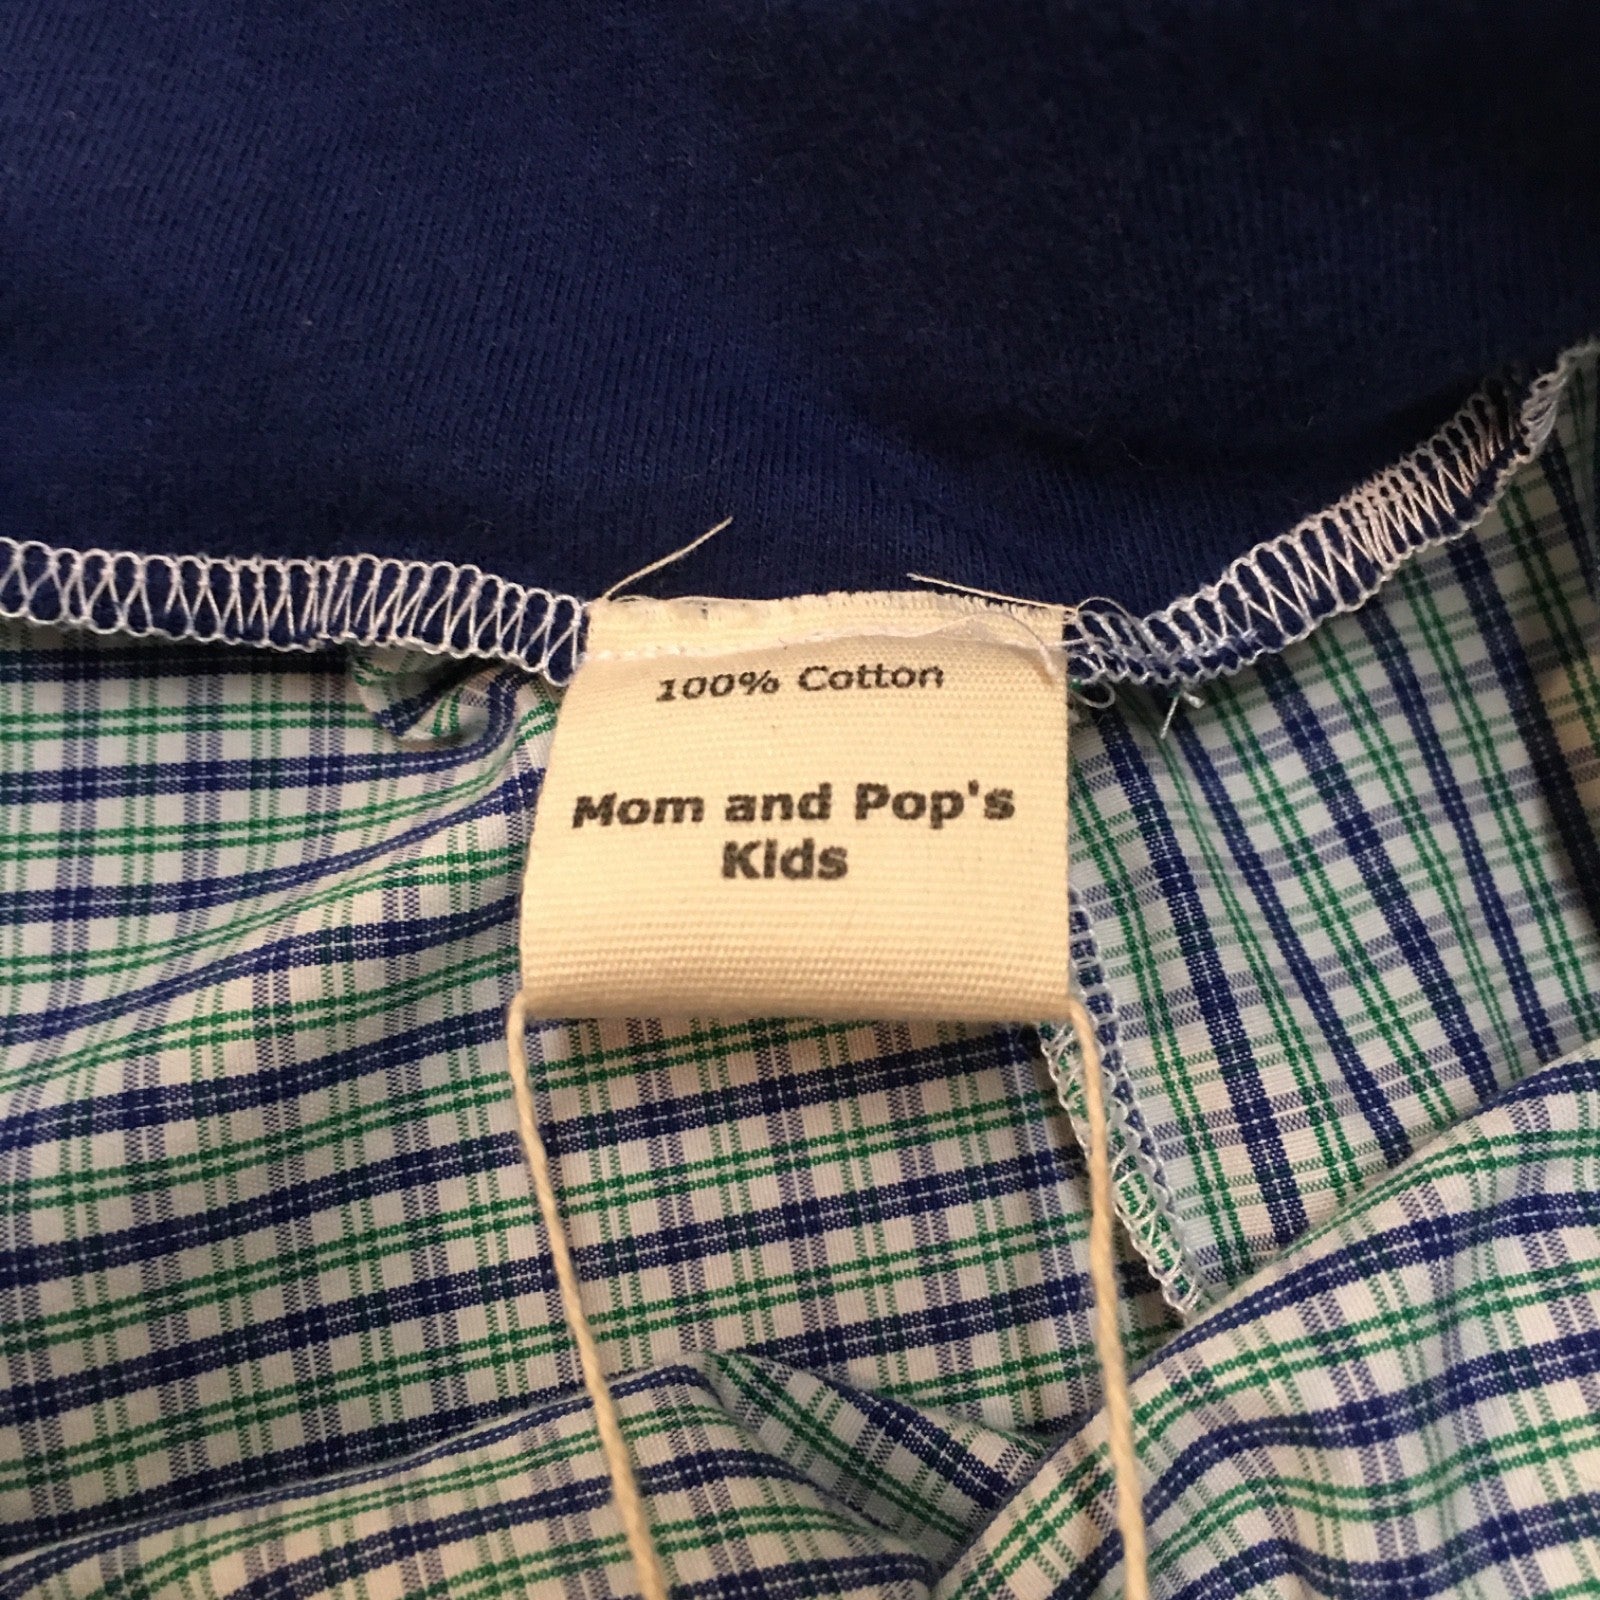 100% Cotton
Mom and Pop's
Kids